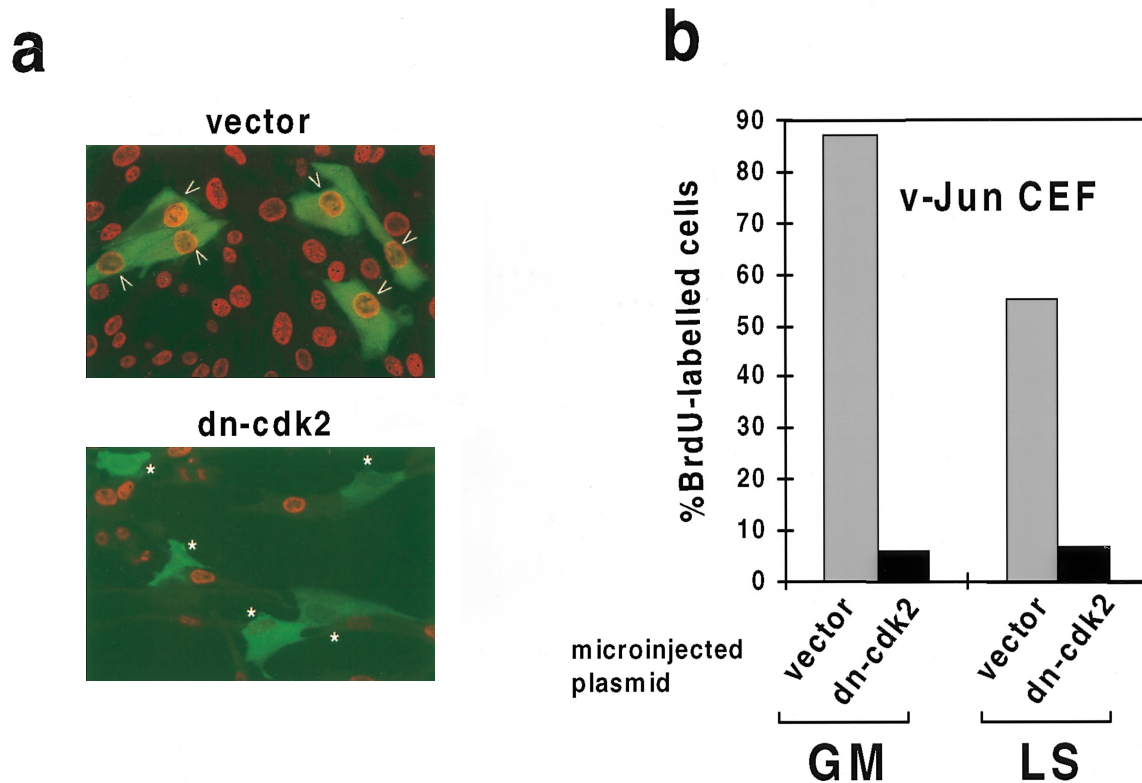 a
vector
dn-cdk2
b
90
80
70
60
50
40
30
20
10
0
%BrdU-labelled cells
v-Jun CEF
microinjected
plasmid
vector
dn-cdk2
vector
dn-cdk2
GM
LS